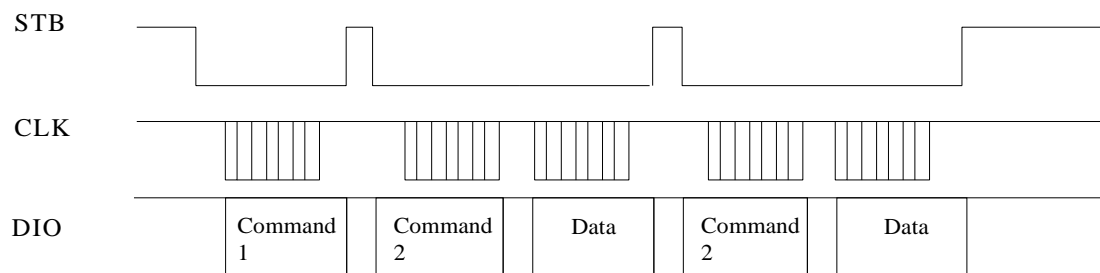 STB
CLK
DIO
Command
1
Command
2
Data
Command
2
Data